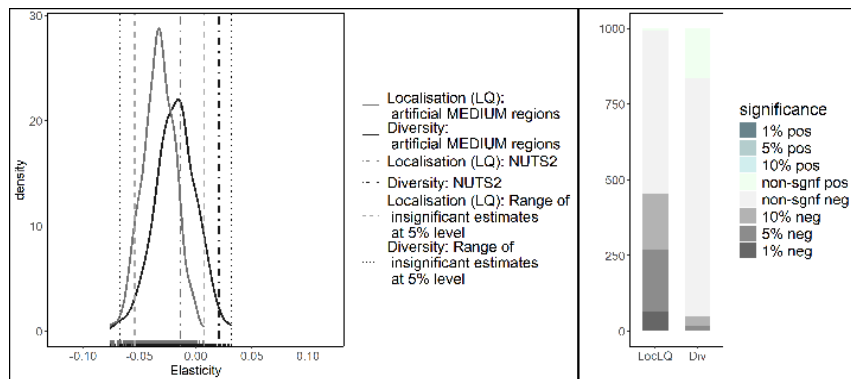 30
20
10
0
density
-0.10
-0.05
0.00
0.05
0.10
Elasticity
Localisation (LQ):
artificial MEDIUM regions
Diversity:
artificial MEDIUM regions
Localisation (LQ): NUTS2
Diversity: NUTS2
Localisation (LQ): Range of
insignificant estimates
at 5% level
Diversity: Range of
insignificant estimates
at 5% level
1000
750
500
250
0
LocLQ
Div
significance
1% pos
5% pos
10% pos
non-sgnf pos
non-sgnf neg
10% neg
5% neg
1% neg